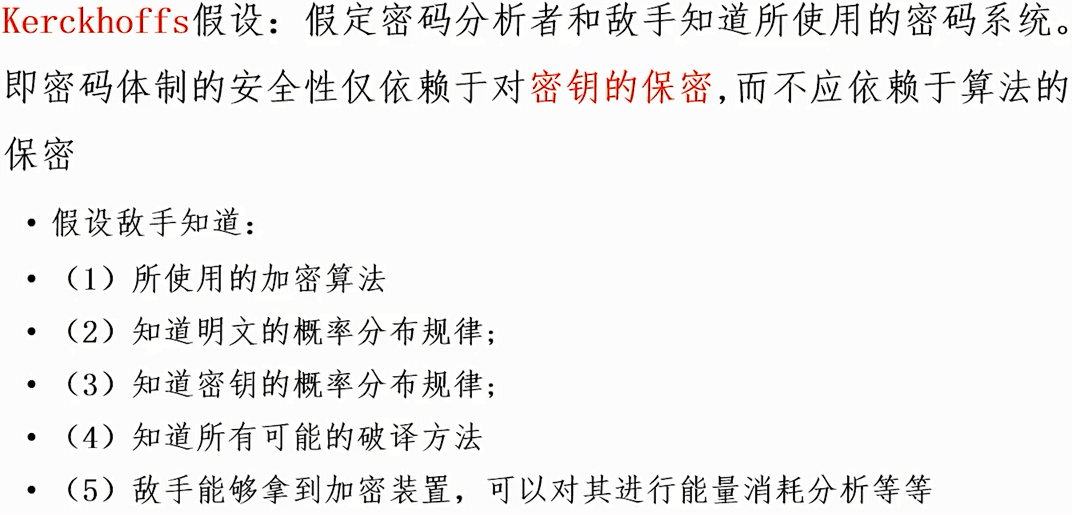 Kerckhoffs假设：假定密码分析者和敌手知道所使用的密码系统。
即密码体制的安全性仅依赖于对密钥的保密,而不应依赖于算法的
保密
• 假设敌手知道：
• （1）所使用的加密算法
• （2）知道明文的概率分布规律；
• （3）知道密钥的概率分布规律；
• （4）知道所有可能的破译方法
• （5）敌手能够拿到加密装置，可以对其进行能量消耗分析等等